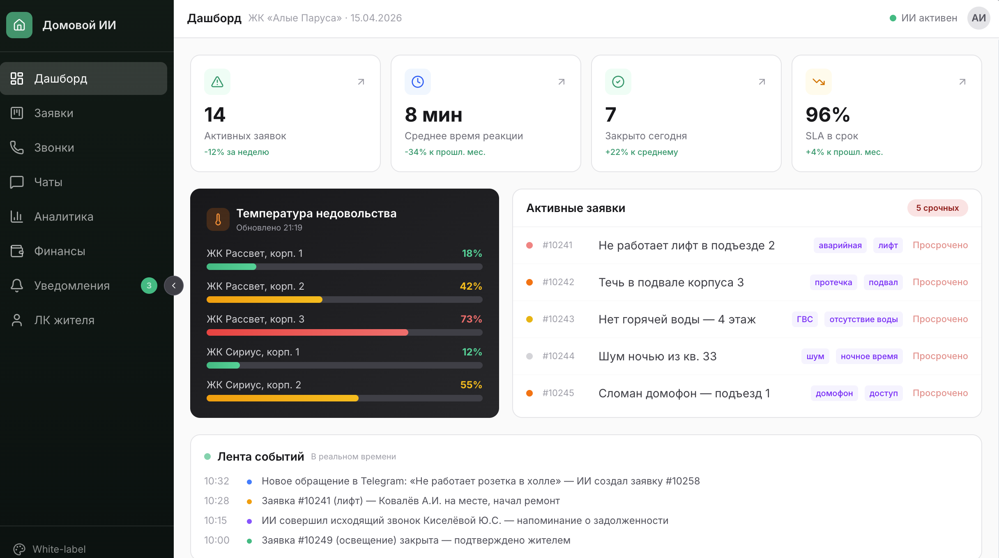 Домовой ИИ
Дашборд
Заявки
Звонки
Чаты
Аналитика
Финансы
Уведомления 3
ЛК жителя
White-label
Дашборд ЖК «Алые Паруса» · 15.04.2026
ИИ активен АИ
14
Активных заявок
-12% за неделю
8 мин
Среднее время реакции
-34% к прошл. мес.
7
Закрыто сегодня
+22% к среднему
96%
SLA в срок
+4% к прошл. мес.
Температура недовольства
Обновлено 21:19
ЖК Рассвет, корп. 1 18%
ЖК Рассвет, корп. 2 42%
ЖК Рассвет, корп. 3 73%
ЖК Сириус, корп. 1 12%
ЖК Сириус, корп. 2 55%
Активные заявки 5 срочных
#10241 Не работает лифт в подъезде 2 аварийная лифт Просрочено
#10242 Течь в подвале корпуса 3 протечка подвал Просрочено
#10243 Нет горячей воды — 4 этаж ГВС отсутствие воды Просрочено
#10244 Шум ночью из кв. 33 шум ночное время Просрочено
#10245 Сломан домофон — подъезд 1 домофон доступ Просрочено
Лента событий В реальном времени
10:32 Новое обращение в Telegram: «Не работает розетка в холле» — ИИ создал заявку #10258
10:28 Заявка #10241 (лифт) — Ковалёв А.И. на месте, начал ремонт
10:15 ИИ совершил исходящий звонок Киселёвой Ю.С. — напоминание о задолженности
10:00 Заявка #10249 (освещение) закрыта — подтверждено жителем